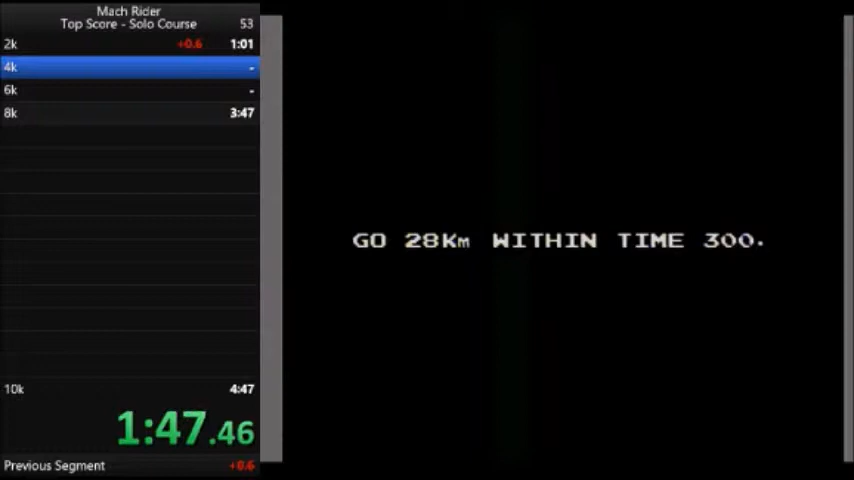 Mach Rider
Top Score - Solo Course 53
2k +0.6 1:01
4k -
6k -
8k 3:47
10k 4:47
1:47.46
Previous Segment +0.6
GO 28Km WITHIN TIME 300.